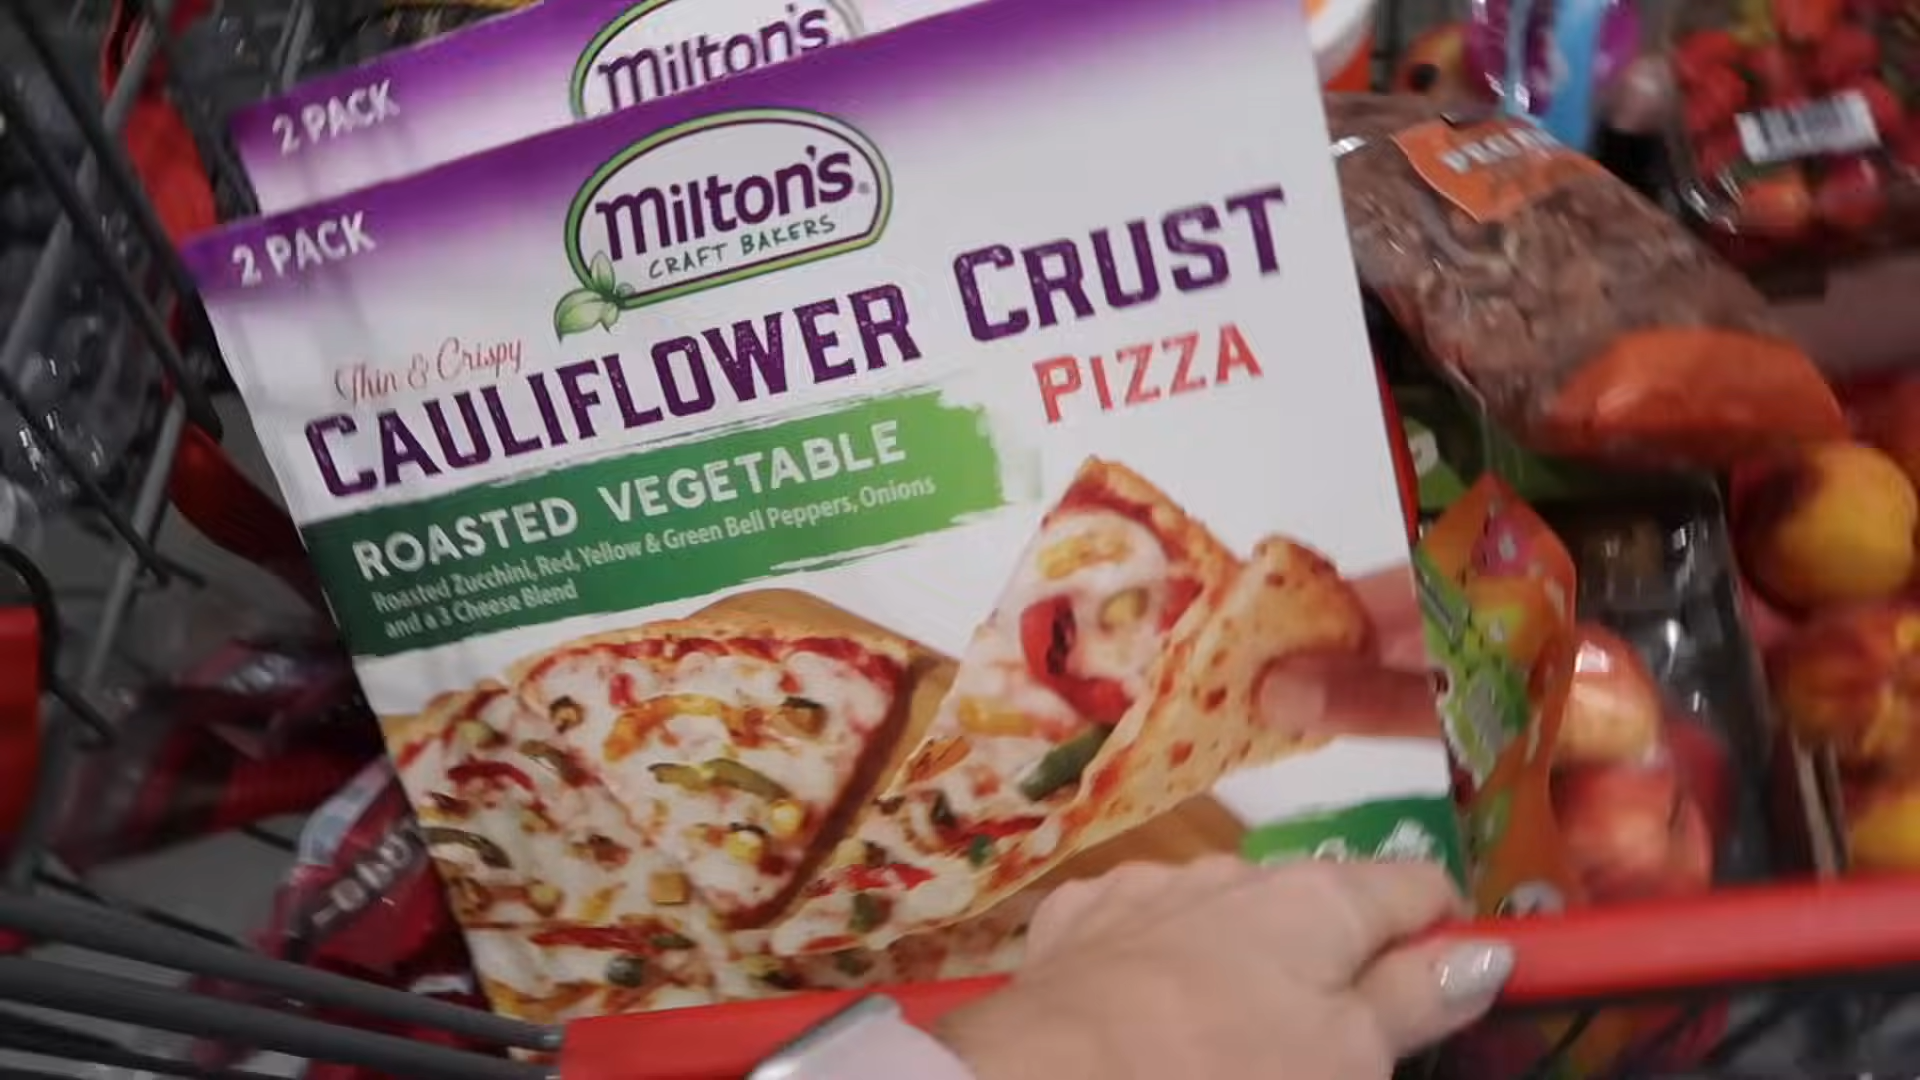 Milton's
2 PACK
Milton's
CRAFT BAKERS
2 PACK
Thin & Crispy
CAULIFLOWER CRUST
PIZZA
ROASTED VEGETABLE
Roasted Zucchini, Red, Yellow & Green Bell Peppers, Onions
and a 3 Cheese Blend